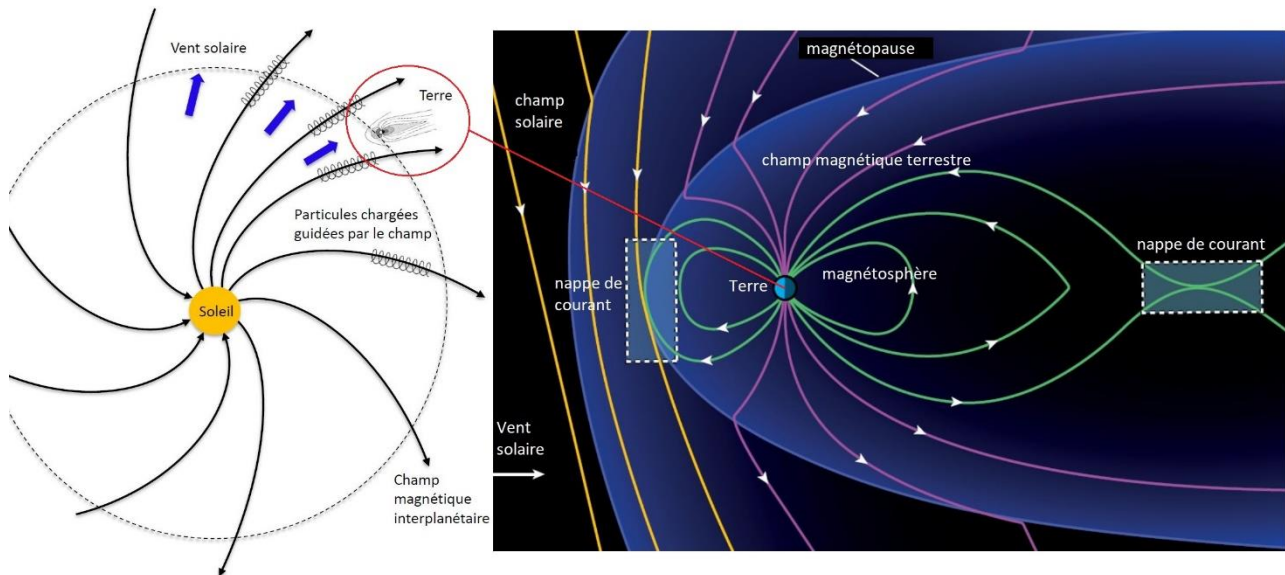 Vent solaire
Terre
Particules chargées
guidées par le champ
Soleil
Champ
magnétique
interplanétaire
magnétopause
champ
solaire
champ magnétique terrestre
nappe de courant
magnétosphère
nappe de
courant
Terre
Vent
solaire